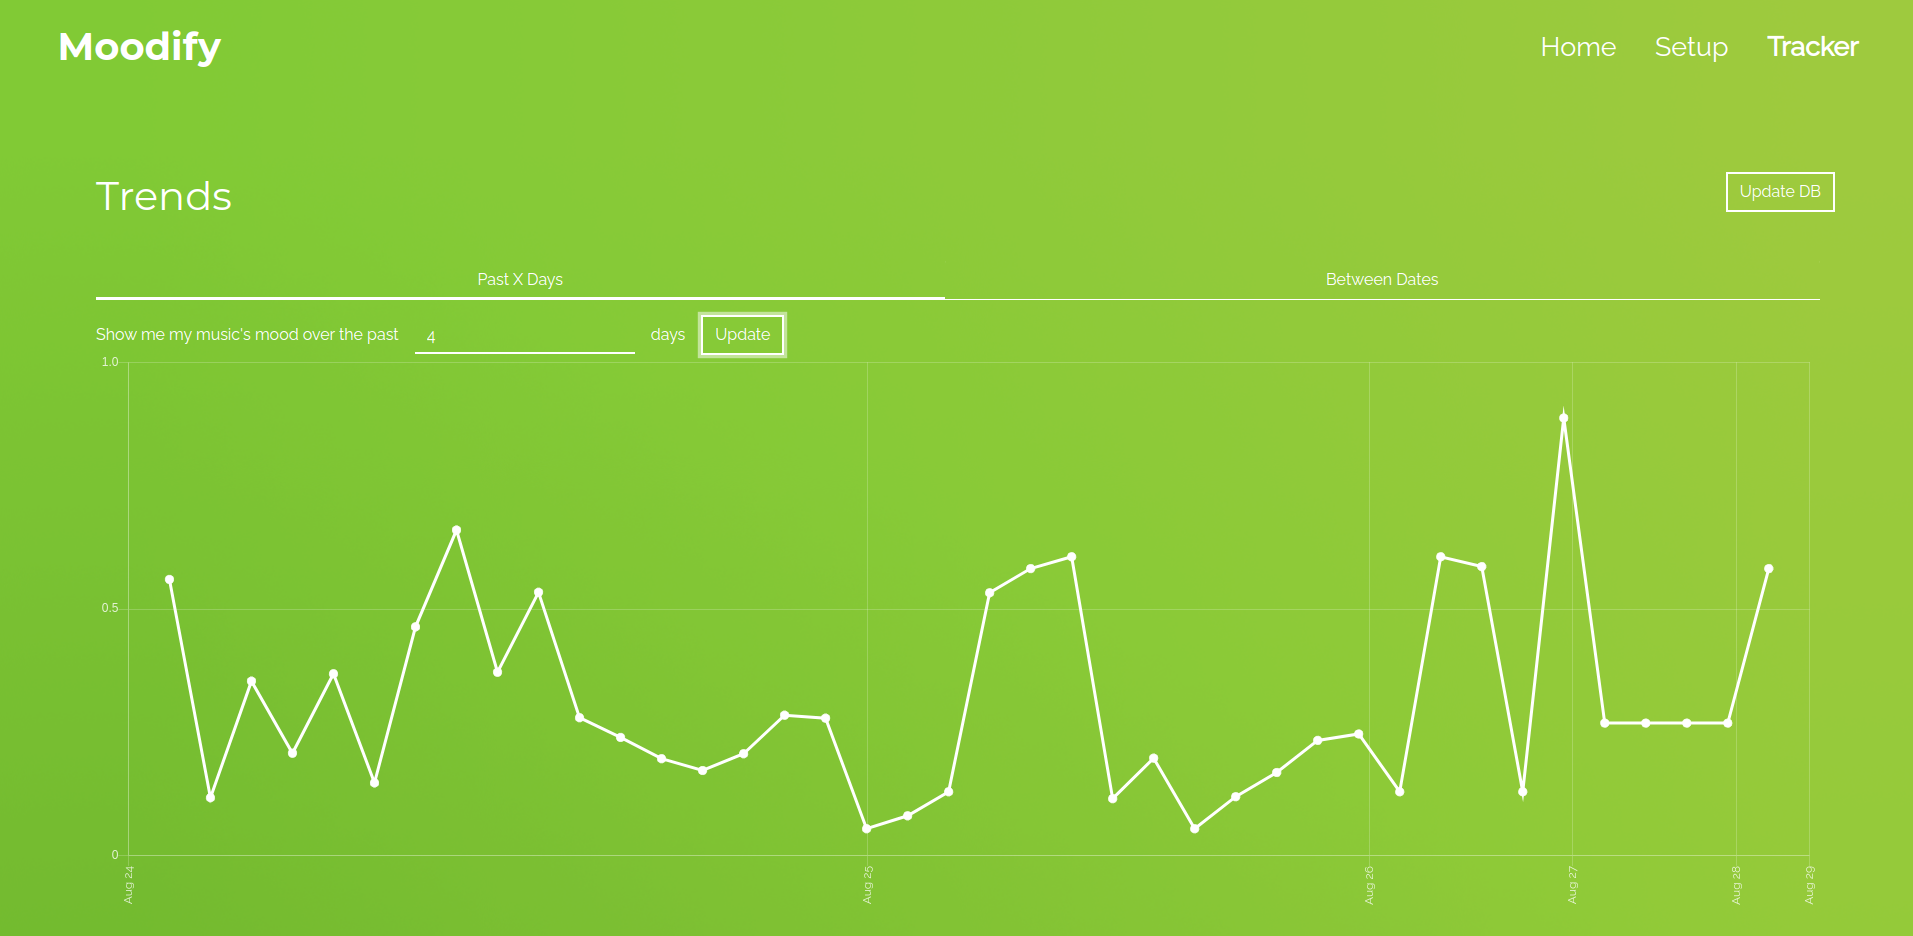 Moodify
Home Setup Tracker
Trends
Update DB
Past X Days Between Dates
Show me my music's mood over the past 4 days Update
1.0
0.5
0
Aug 24 Aug 25 Aug 26 Aug 27 Aug 28 Aug 29